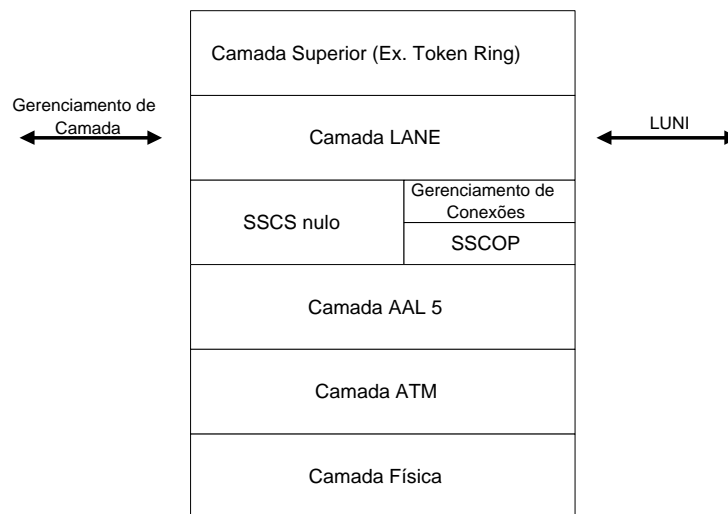 Camada Superior (Ex. Token Ring)
Gerenciamento de
Camada
Camada LANE
LUNI
SSCS nulo
Gerenciamento de
Conexões
SSCOP
Camada AAL 5
Camada ATM
Camada Física